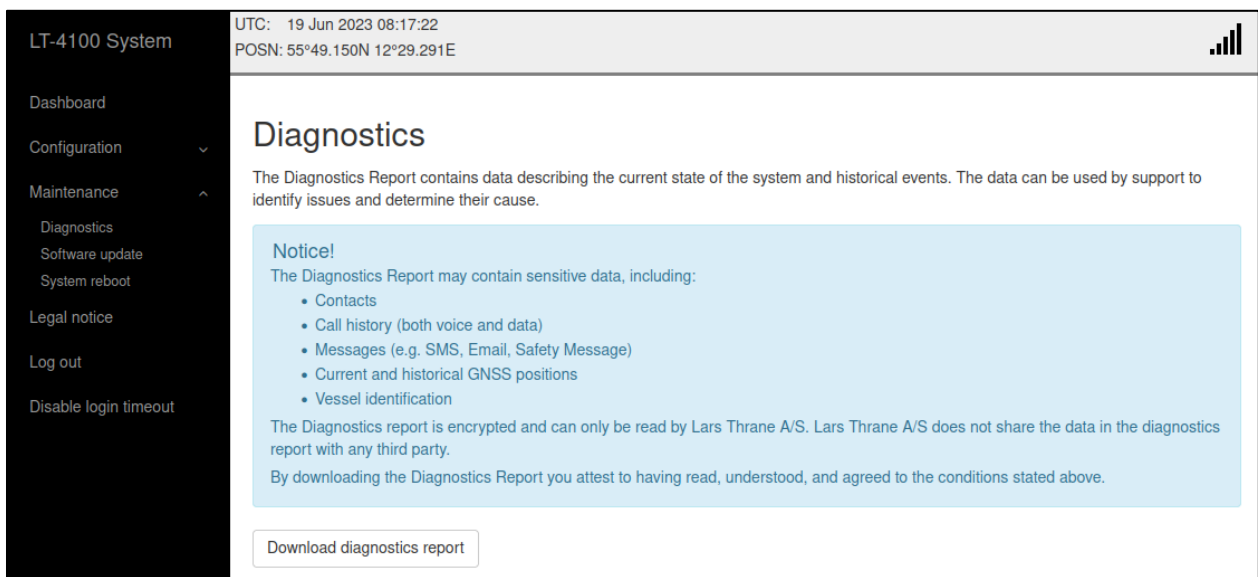 LT-4100 System
UTC: 19 Jun 2023 08:17:22
POSN: 55°49.150N 12°29.291E
Dashboard
Configuration
Maintenance
Diagnostics
Software update
System reboot
Legal notice
Log out
Disable login timeout
Diagnostics
The Diagnostics Report contains data describing the current state of the system and historical events. The data can be used by support to
identify issues and determine their cause.
Notice!
The Diagnostics Report may contain sensitive data, including:
• Contacts
• Call history (both voice and data)
• Messages (e.g. SMS, Email, Safety Message)
• Current and historical GNSS positions
• Vessel identification
The Diagnostics report is encrypted and can only be read by Lars Thrane A/S. Lars Thrane A/S does not share the data in the diagnostics
report with any third party.
By downloading the Diagnostics Report you attest to having read, understood, and agreed to the conditions stated above.
Download diagnostics report